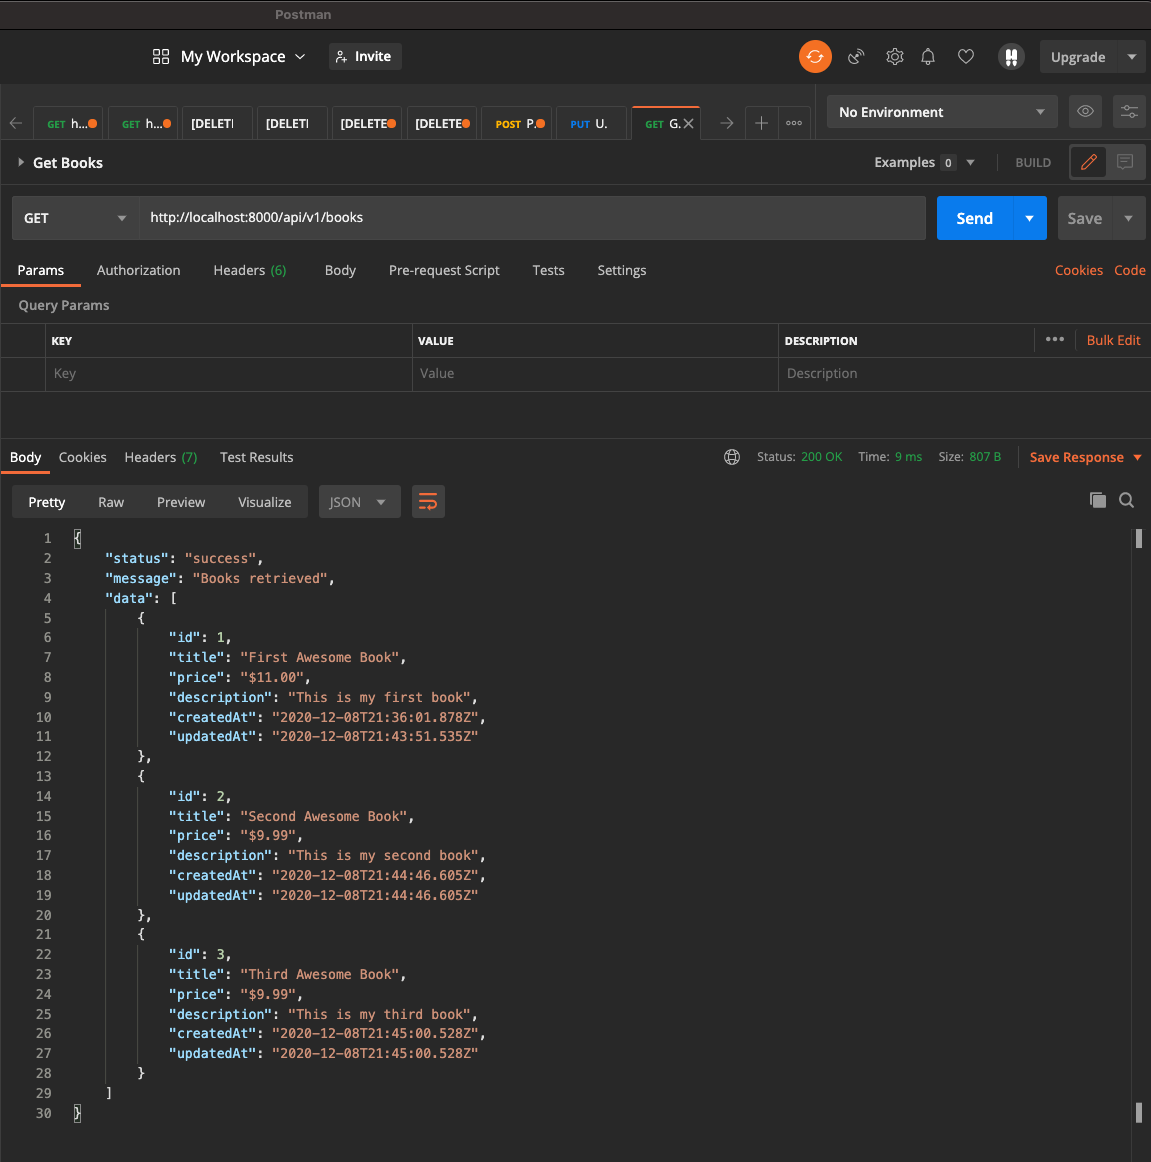 Postman
My Workspace Invite Upgrade
GET h... GET h... [DELETI [DELETI [DELETE [DELETE POST P. PUT U. GET G. No Environment
Get Books Examples 0 BUILD
GET http://localhost:8000/api/v1/books Send Save
Params Authorization Headers (6) Body Pre-request Script Tests Settings Cookies Code
Query Params
KEY VALUE DESCRIPTION Bulk Edit
Key Value Description
Body Cookies Headers (7) Test Results Status: 200 OK Time: 9 ms Size: 807 B Save Response
Pretty Raw Preview Visualize JSON
1 {
2 "status": "success",
3 "message": "Books retrieved",
4 "data": [
5 {
6 "id": 1,
7 "title": "First Awesome Book",
8 "price": "$11.00",
9 "description": "This is my first book",
10 "createdAt": "2020-12-08T21:36:01.878Z",
11 "updatedAt": "2020-12-08T21:43:51.535Z"
12 },
13 {
14 "id": 2,
15 "title": "Second Awesome Book",
16 "price": "$9.99",
17 "description": "This is my second book",
18 "createdAt": "2020-12-08T21:44:46.605Z",
19 "updatedAt": "2020-12-08T21:44:46.605Z"
20 },
21 {
22 "id": 3,
23 "title": "Third Awesome Book",
24 "price": "$9.99",
25 "description": "This is my third book",
26 "createdAt": "2020-12-08T21:45:00.528Z",
27 "updatedAt": "2020-12-08T21:45:00.528Z"
28 }
29 ]
30 }